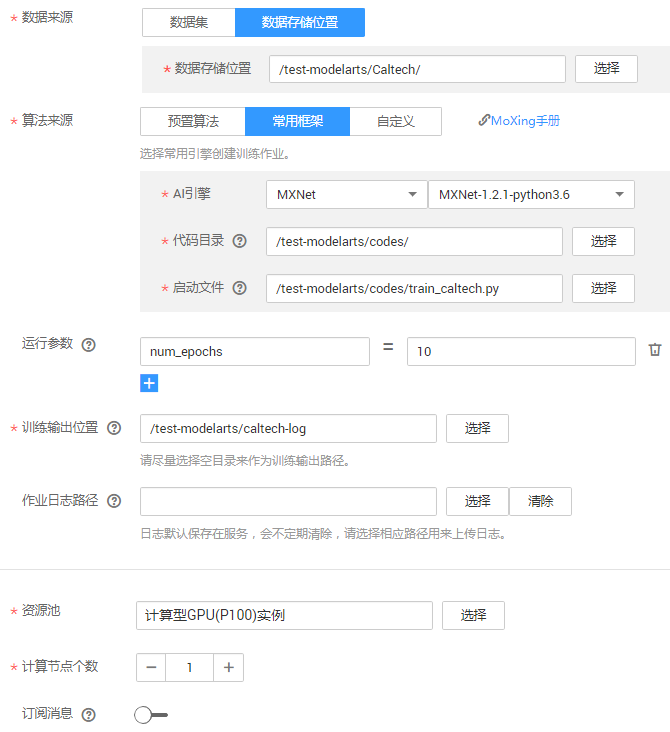 * 数据来源 数据集 数据存储位置
* 数据存储位置 /test-modelarts/Caltech/ 选择
* 算法来源 预置算法 常用框架 自定义 MoXing手册
选择常用引擎创建训练作业。
* AI引擎 MXNet MXNet-1.2.1-python3.6
* 代码目录 ? /test-modelarts/codes/ 选择
* 启动文件 ? /test-modelarts/codes/train_caltech.py 选择
运行参数 ? num_epochs = 10
+
* 训练输出位置 ? /test-modelarts/caltech-log 选择
请尽量选择空目录来作为训练输出路径。
作业日志路径 ? 选择 清除
日志默认保存在服务，会不定期清除，请选择相应路径用来上传日志。
* 资源池 计算型GPU(P100)实例 选择
* 计算节点个数 − 1 +
订阅消息 ?